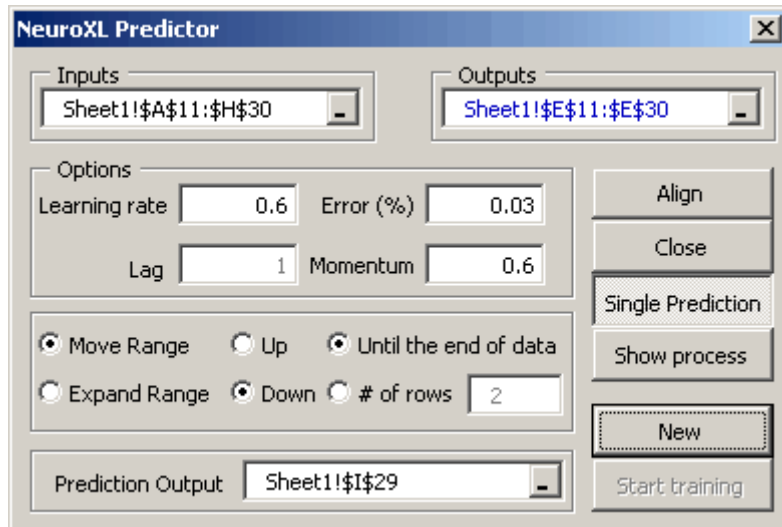 NeuroXL Predictor
Inputs
Sheet1!$A$11:$H$30
Outputs
Sheet1!$E$11:$E$30
Options
Learning rate 0.6 Error (%) 0.03
Lag 1 Momentum 0.6
Align
Close
Single Prediction
Show process
Move Range Up Until the end of data
Expand Range Down # of rows 2
New
Start training
Prediction Output Sheet1!$I$29